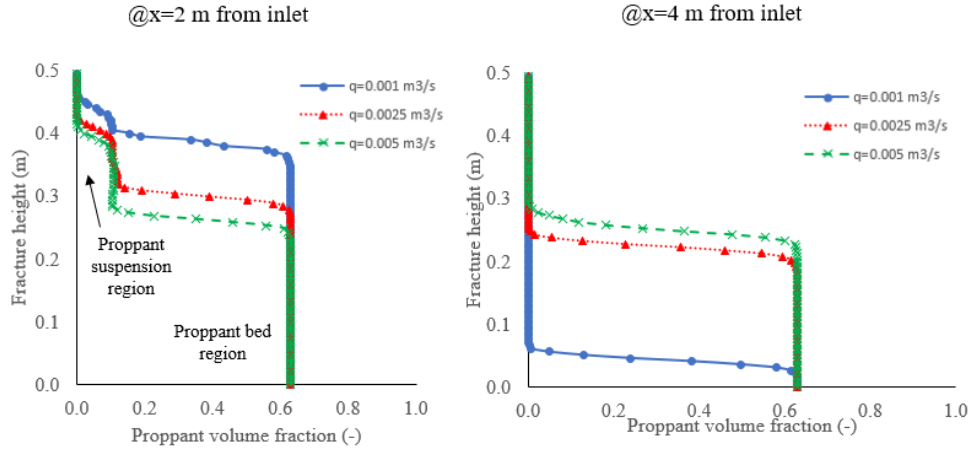 @x=2 m from inlet
Fracture height (m)
0.5
0.4
0.3
0.2
0.1
0.0
q=0.001 m3/s
q=0.0025 m3/s
q=0.005 m3/s
Proppant
suspension
region
Proppant bed
region
0.0 0.2 0.4 0.6 0.8 1.0
Proppant volume fraction (-)
@x=4 m from inlet
Fracture height (m)
0.5
0.4
0.3
0.2
0.1
0.0
q=0.001 m3/s
q=0.0025 m3/s
q=0.005 m3/s
0.0 0.2 0.4 0.6 0.8 1.0
Proppant volume fraction (-)